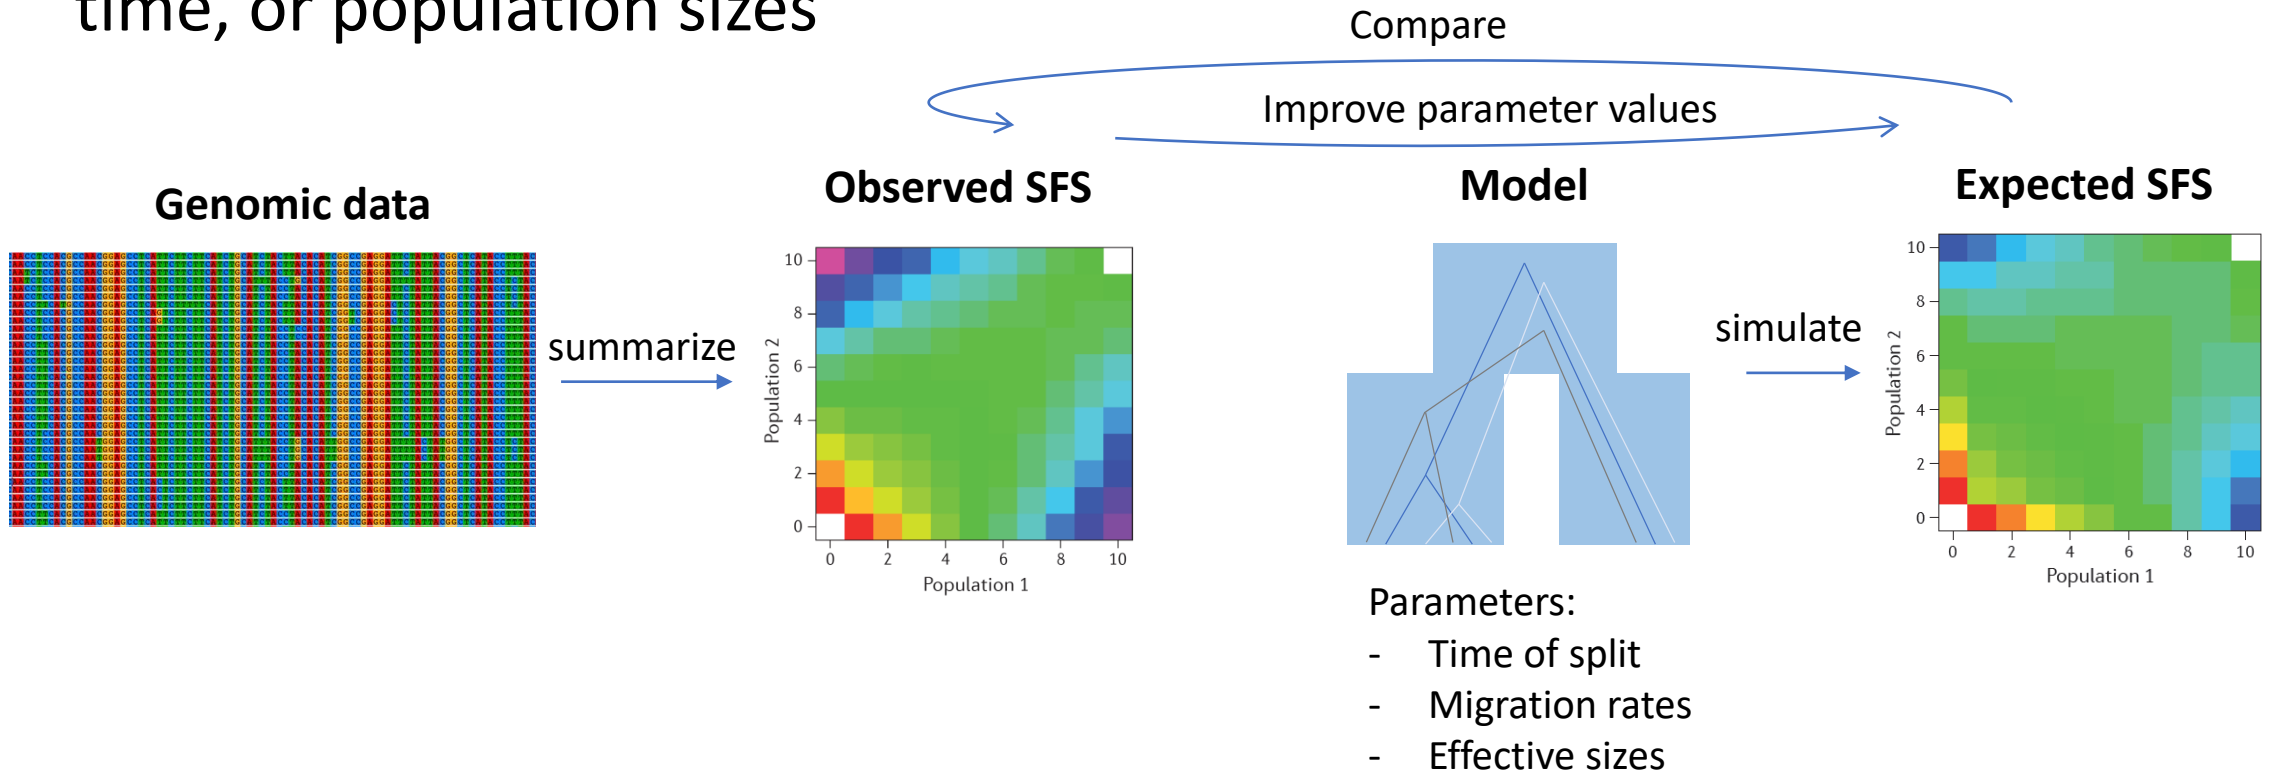 time, or population sizes
Compare
Improve parameter values
Genomic data
Observed SFS
Model
Expected SFS
summarize
simulate
10
8
6
4
2
0
Population 2
0 2 4 6 8 10
Population 1
10
8
6
4
2
0
Population 2
0 2 4 6 8 10
Population 1
Parameters:
- Time of split
- Migration rates
- Effective sizes